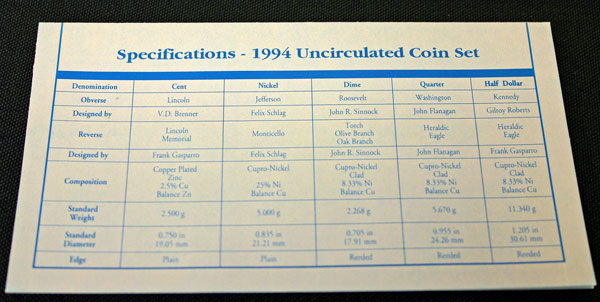 Specifications - 1994 Uncirculated Coin Set
Denomination Cent Nickel Dime Quarter Half Dollar
Obverse Lincoln Jefferson Roosevelt Washington Kennedy
Designed by V.D. Brenner Felix Schlag John R. Sinnock John Flanagan Gilroy Roberts
Reverse Lincoln Memorial Monticello Torch Olive Branch Oak Branch Heraldic Eagle Heraldic Eagle
Designed by Frank Gasparro Felix Schlag John R. Sinnock John Flanagan Frank Gasparro
Composition Copper Plated Zinc 2.5% Cu Balance Zn Cupro-Nickel 25% Ni Balance Cu Cupro-Nickel Clad 8.33% Ni Balance Cu Cupro-Nickel Clad 8.33% Ni Balance Cu Cupro-Nickel Clad 8.33% Ni Balance Cu
Standard Weight 2.500 g 5.000 g 2.268 g 5.670 g 11.340 g
Standard Diameter 0.750 in 19.05 mm 0.835 in 21.21 mm 0.705 in 17.91 mm 0.955 in 24.26 mm 1.205 in 30.61 mm
Edge Plain Plain Reeded Reeded Reeded